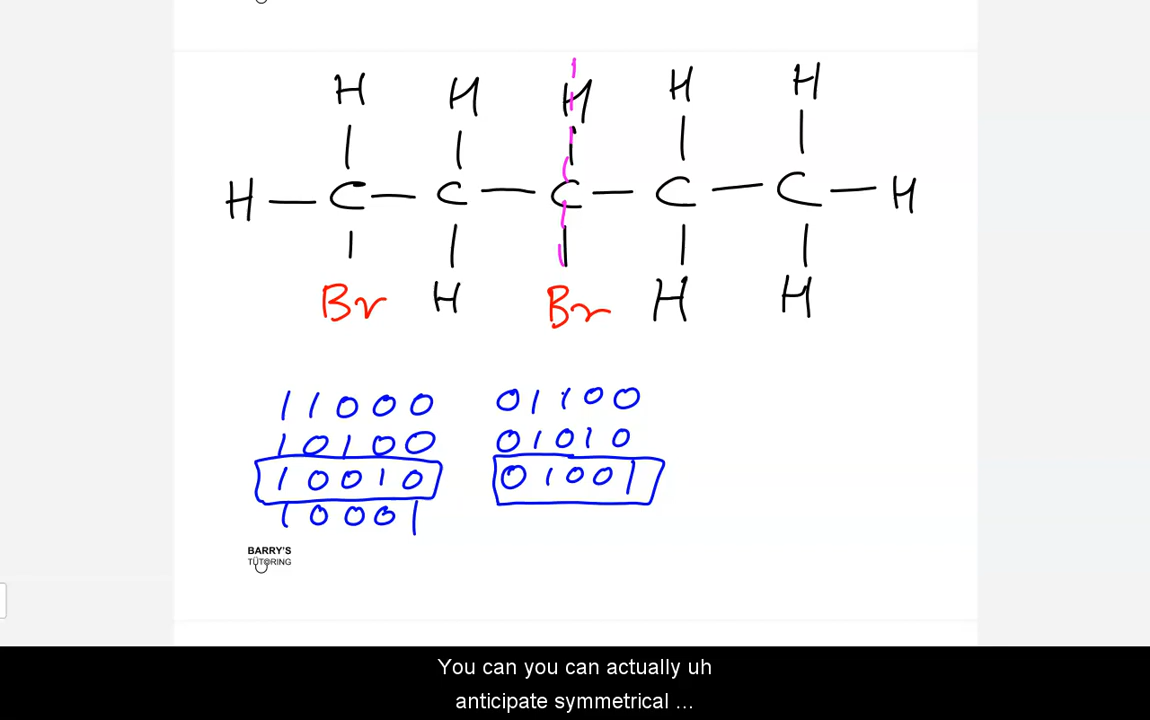 H H H H H
H — C — C — C — C — C — H
Br H Br H H
11000 01100
10100 01010
10010 01001
10001
BARRY'S
TUTORING
You can you can actually uh
anticipate symmetrical ...